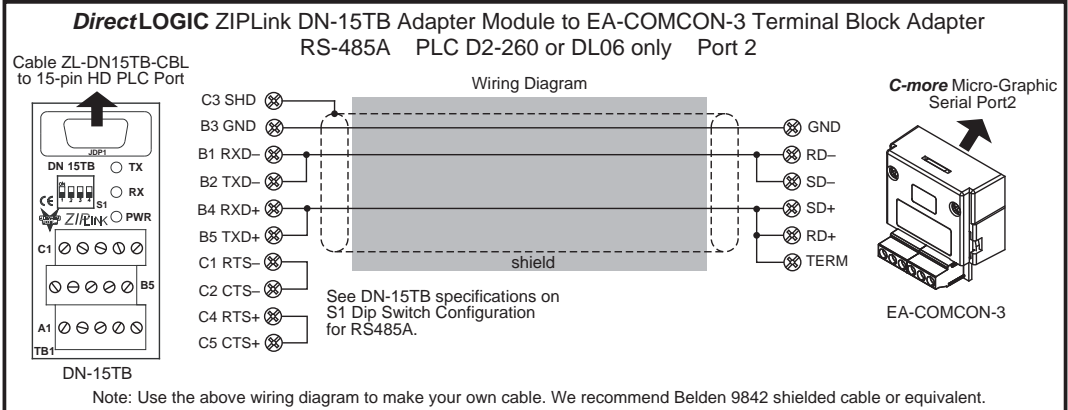 DirectLOGIC ZIPLink DN-15TB Adapter Module to EA-COMCON-3 Terminal Block Adapter
RS-485A PLC D2-260 or DL06 only Port 2
Cable ZL-DN15TB-CBL
to 15-pin HD PLC Port
JDP1
DN 15TB
TX
ON
1 2 3 4
S1
RX
CE
ZIPLINK
PWR
C1
B5
A1
TB1
DN-15TB
Wiring Diagram
C3 SHD
B3 GND
B1 RXD–
B2 TXD–
B4 RXD+
B5 TXD+
C1 RTS–
C2 CTS–
C4 RTS+
C5 CTS+
shield
See DN-15TB specifications on
S1 Dip Switch Configuration
for RS485A.
GND
RD–
SD–
SD+
RD+
TERM
C-more Micro-Graphic
Serial Port2
EA-COMCON-3
Note: Use the above wiring diagram to make your own cable. We recommend Belden 9842 shielded cable or equivalent.